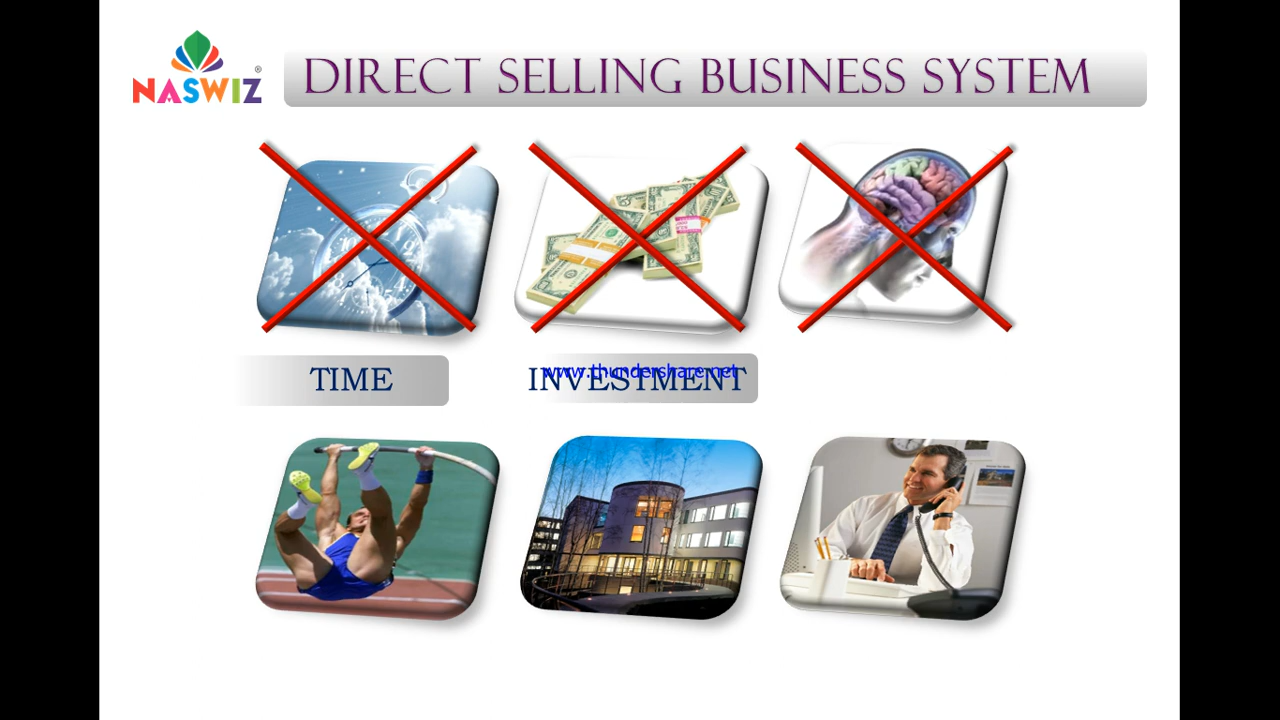 NASWIZ®
DIRECT SELLING BUSINESS SYSTEM
TIME
INVESTMENT
www.thundershare.net